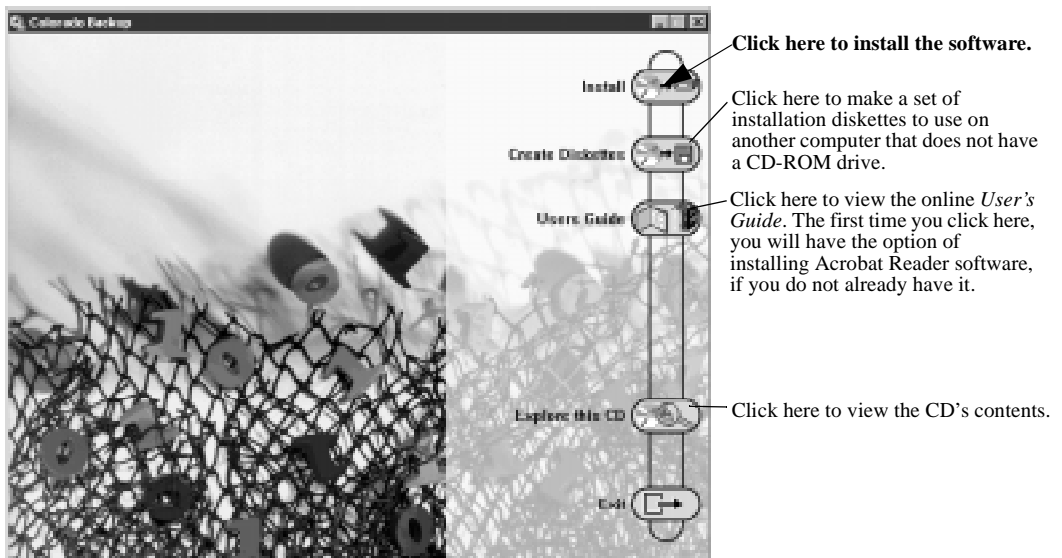 Colorado Backup
Click here to install the software.
Install
Click here to make a set of
installation diskettes to use on
another computer that does not have
a CD-ROM drive.
Create Diskettes
Click here to view the online User's
Guide. The first time you click here,
you will have the option of
installing Acrobat Reader software,
if you do not already have it.
Users Guide
Explore this CD
Click here to view the CD's contents.
Exit